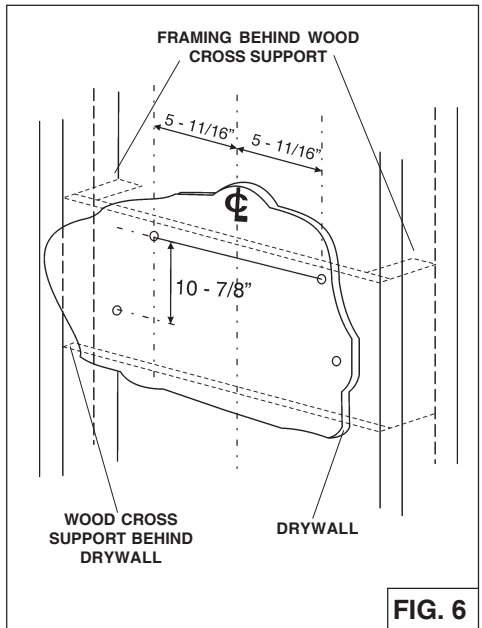 FRAMING BEHIND WOOD
CROSS SUPPORT
5 - 11/16”
5 - 11/16”
℄
10 - 7/8”
WOOD CROSS
SUPPORT BEHIND
DRYWALL
DRYWALL
FIG. 6